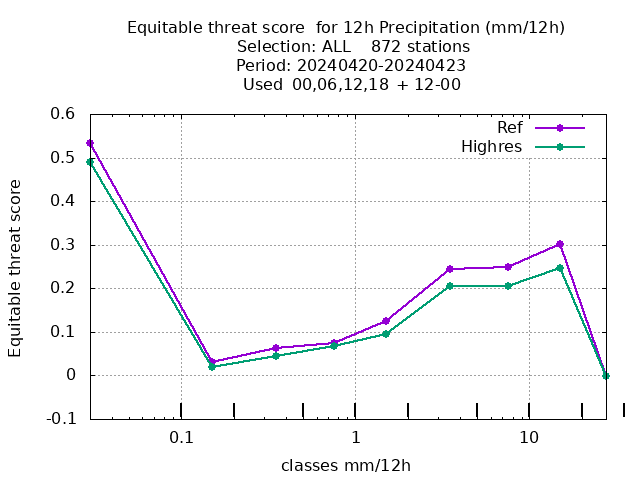 Equitable threat score  for 12h Precipitation (mm/12h)
Selection: ALL    872 stations
Period: 20240420-20240423
Used  00,06,12,18  + 12-00
Ref
Highres
0.6
0.5
0.4
0.3
0.2
0.1
0
-0.1
Equitable threat score
0.1
1
10
classes mm/12h